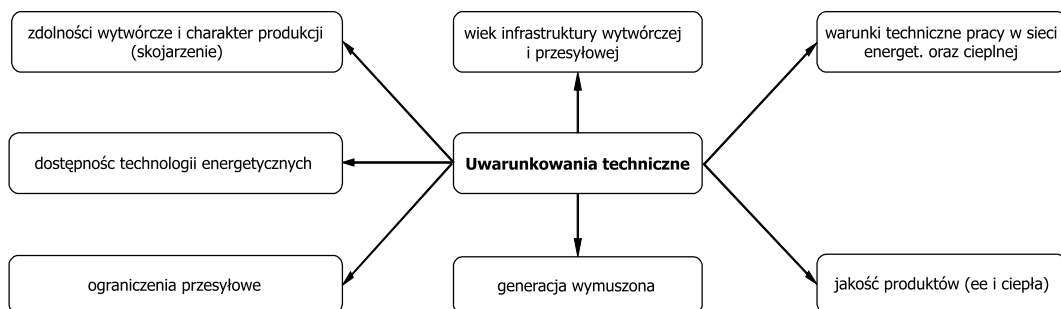 zdolności wytwórcze i charakter produkcji
(skojarzenie)
wiek infrastruktury wytwórczej
i przesyłowej
warunki techniczne pracy w sieci
energet. oraz cieplnej
dostępnośc technologii energetycznych
Uwarunkowania techniczne
ograniczenia przesyłowe
generacja wymuszona
jakość produktów (ee i ciepła)